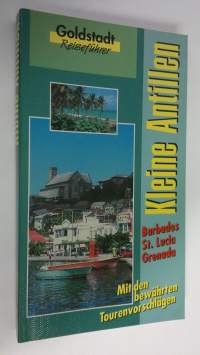 Goldstadt
Reiseführer
Kleine Antillen
Barbados
St. Lucia
Grenada
Mit den
bewährten
Tourenvorschlägen